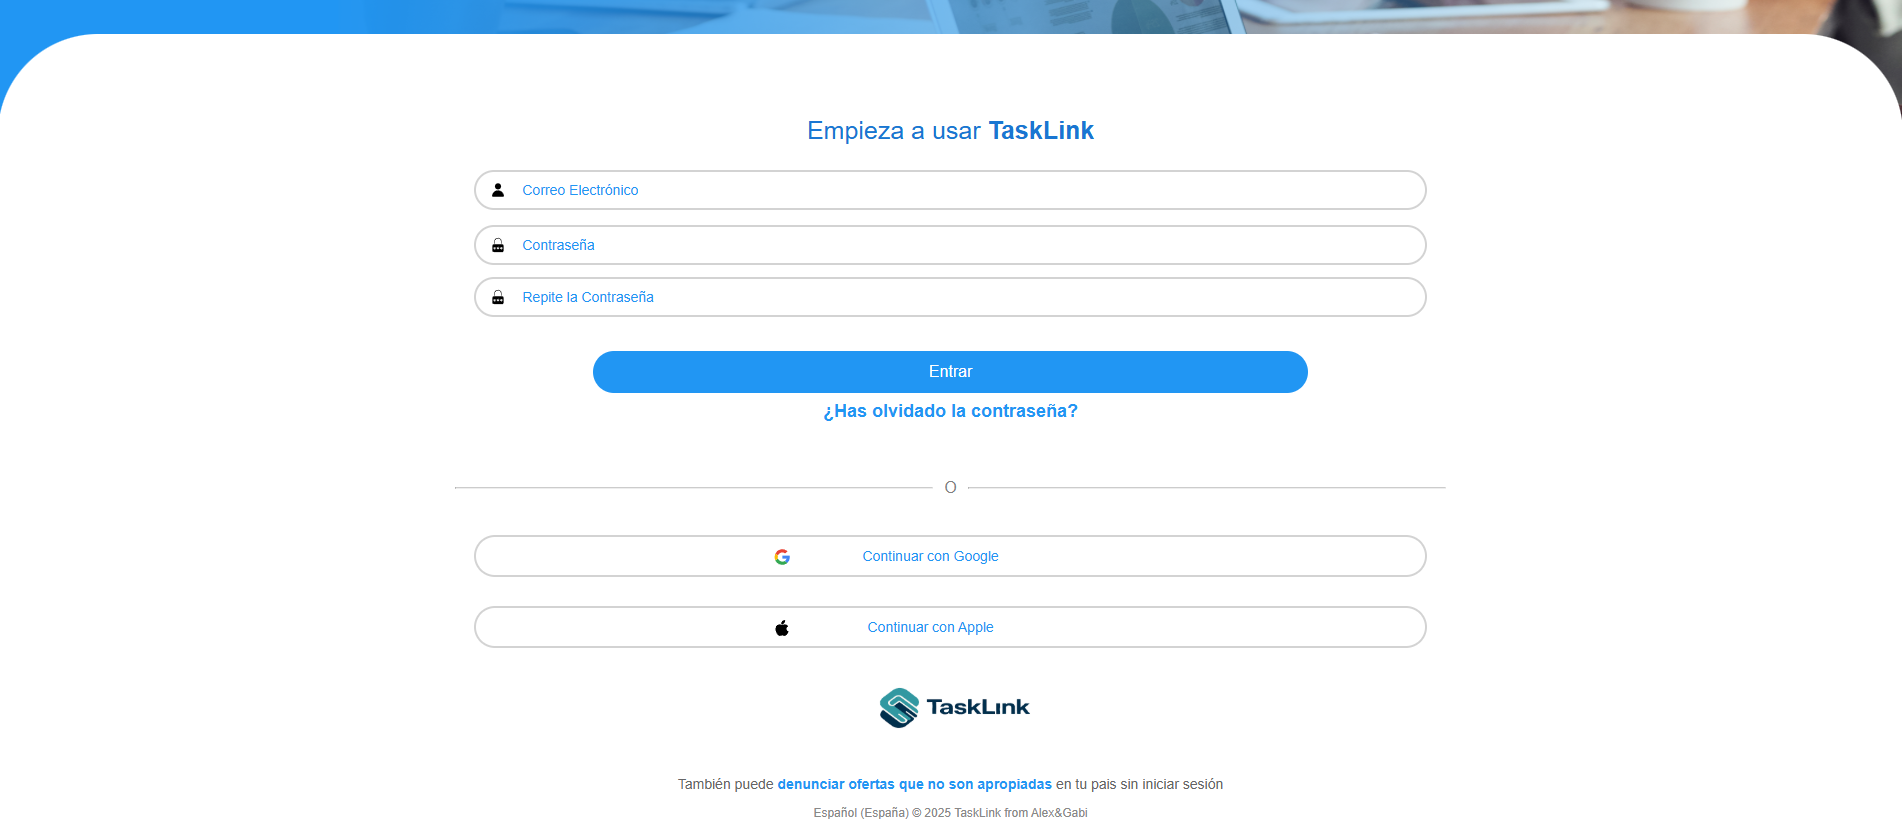 Empieza a usar TaskLink
Correo Electrónico
Contraseña
Repite la Contraseña
Entrar
¿Has olvidado la contraseña?
O
Continuar con Google
Continuar con Apple
TaskLink
También puede denunciar ofertas que no son apropiadas en tu pais sin iniciar sesión
Español (España) © 2025 TaskLink from Alex&Gabi